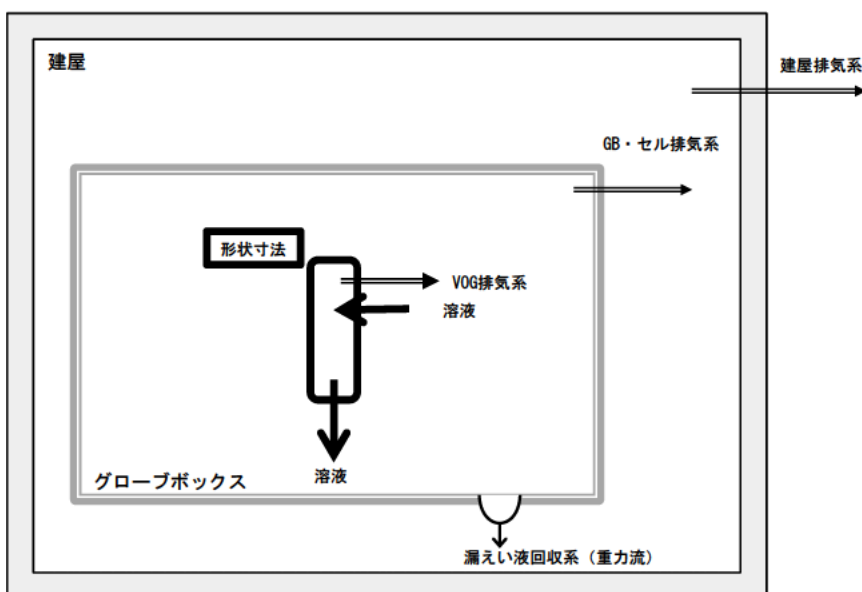 建屋
建屋排気系
GB・セル排気系
形状寸法
VOG排気系
溶液
溶液
グローブボックス
漏えい液回収系（重力流）